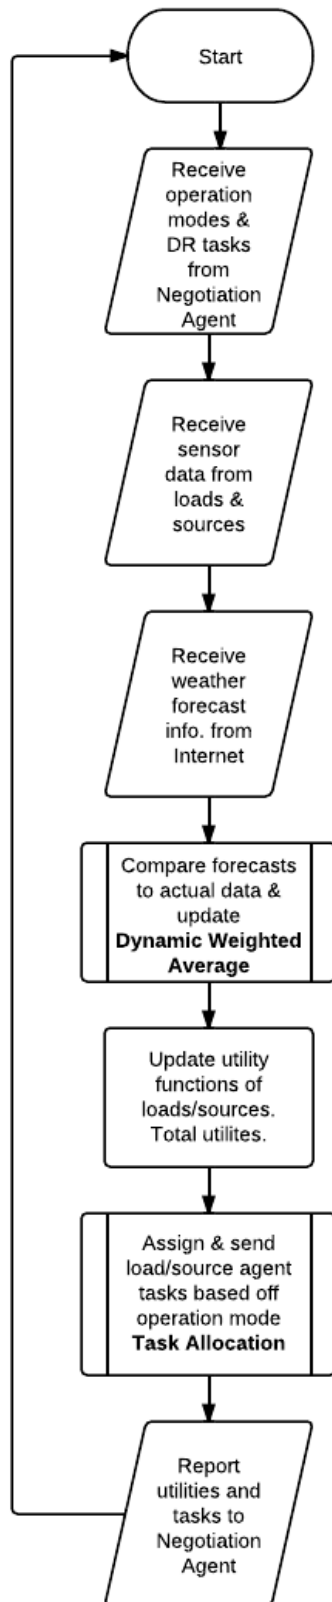 Start
Receive
operation
modes &
DR tasks
from
Negotiation
Agent
Receive
sensor
data from
loads &
sources
Receive
weather
forecast
info. from
Internet
Compare forecasts
to actual data &
update
Dynamic Weighted
Average
Update utility
functions of
loads/sources.
Total utilites.
Assign & send
load/source agent
tasks based off
operation mode
Task Allocation
Report
utilities and
tasks to
Negotiation
Agent